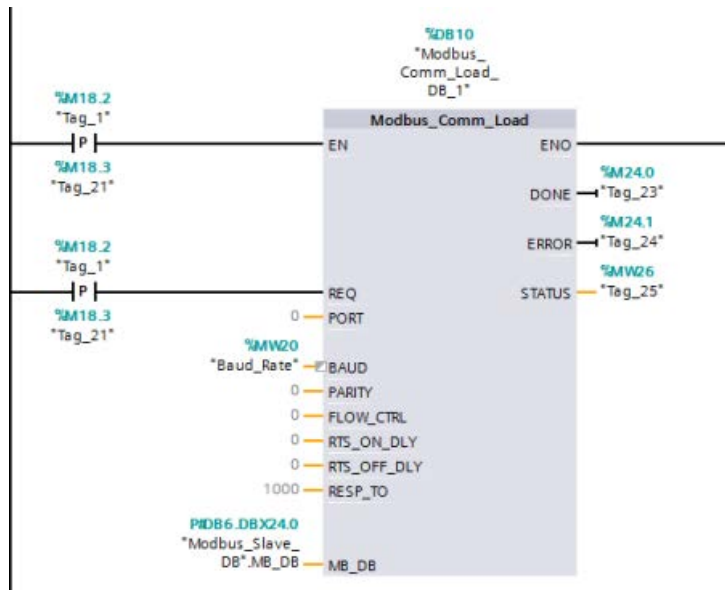 %DB10
"Modbus_
Comm_Load_
DB_1"
Modbus_Comm_Load
%M18.2
"Tag_1"
P
%M18.3
"Tag_21"
EN
ENO
DONE
%M24.0
"Tag_23"
ERROR
%M24.1
"Tag_24"
STATUS
%MW26
"Tag_25"
%M18.2
"Tag_1"
P
%M18.3
"Tag_21"
REQ
0 PORT
%MW20
"Baud_Rate" BAUD
0 PARITY
0 FLOW_CTRL
0 RTS_ON_DLY
0 RTS_OFF_DLY
1000 RESP_TO
P#DB6.DBX24.0
"Modbus_Slave_
DB".MB_DB MB_DB